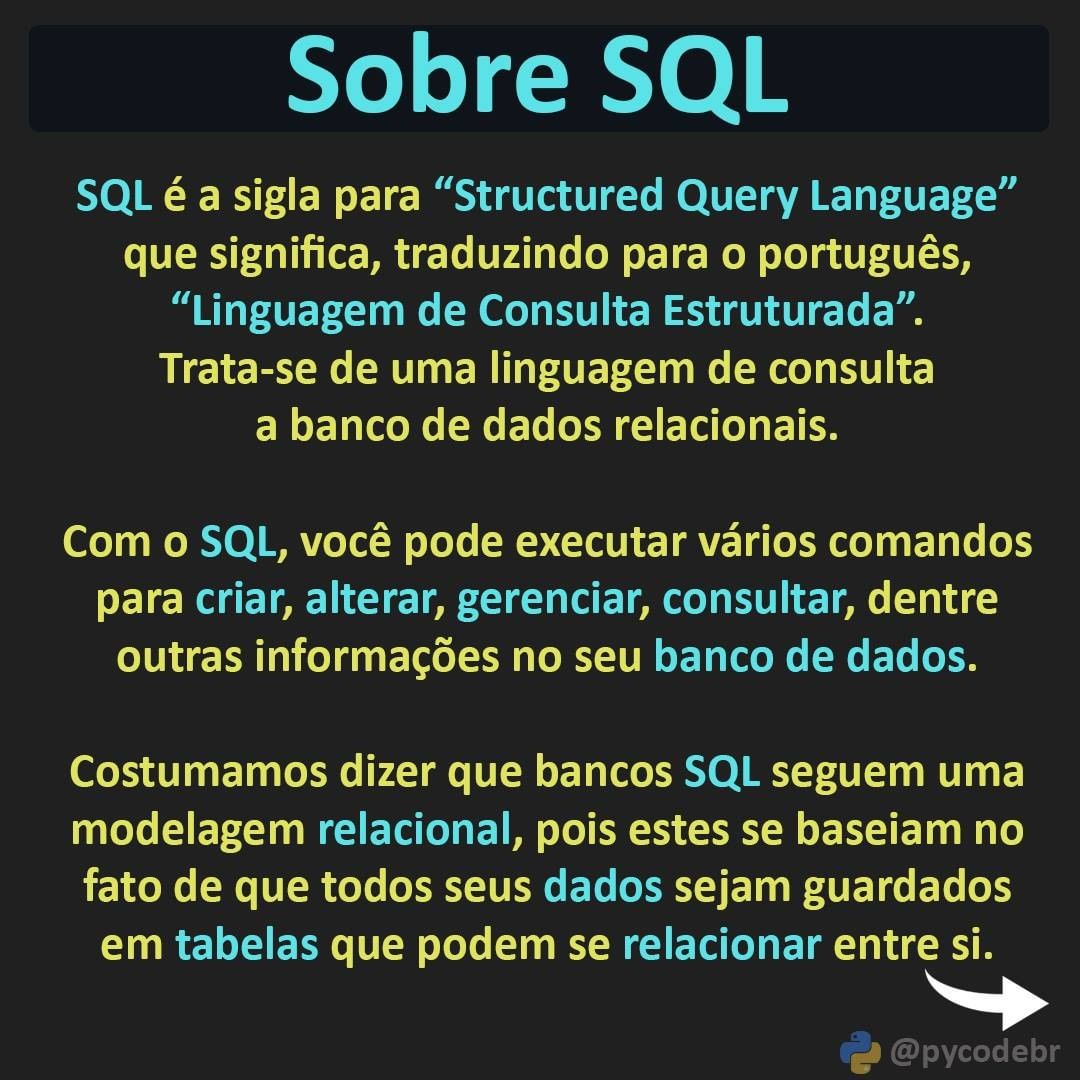 Sobre SQL
SQL é a sigla para “Structured Query Language”
que significa, traduzindo para o português,
“Linguagem de Consulta Estruturada”.
Trata-se de uma linguagem de consulta
a banco de dados relacionais.
Com o SQL, você pode executar vários comandos
para criar, alterar, gerenciar, consultar, dentre
outras informações no seu banco de dados.
Costumamos dizer que bancos SQL seguem uma
modelagem relacional, pois estes se baseiam no
fato de que todos seus dados sejam guardados
em tabelas que podem se relacionar entre si.
@pycodebr